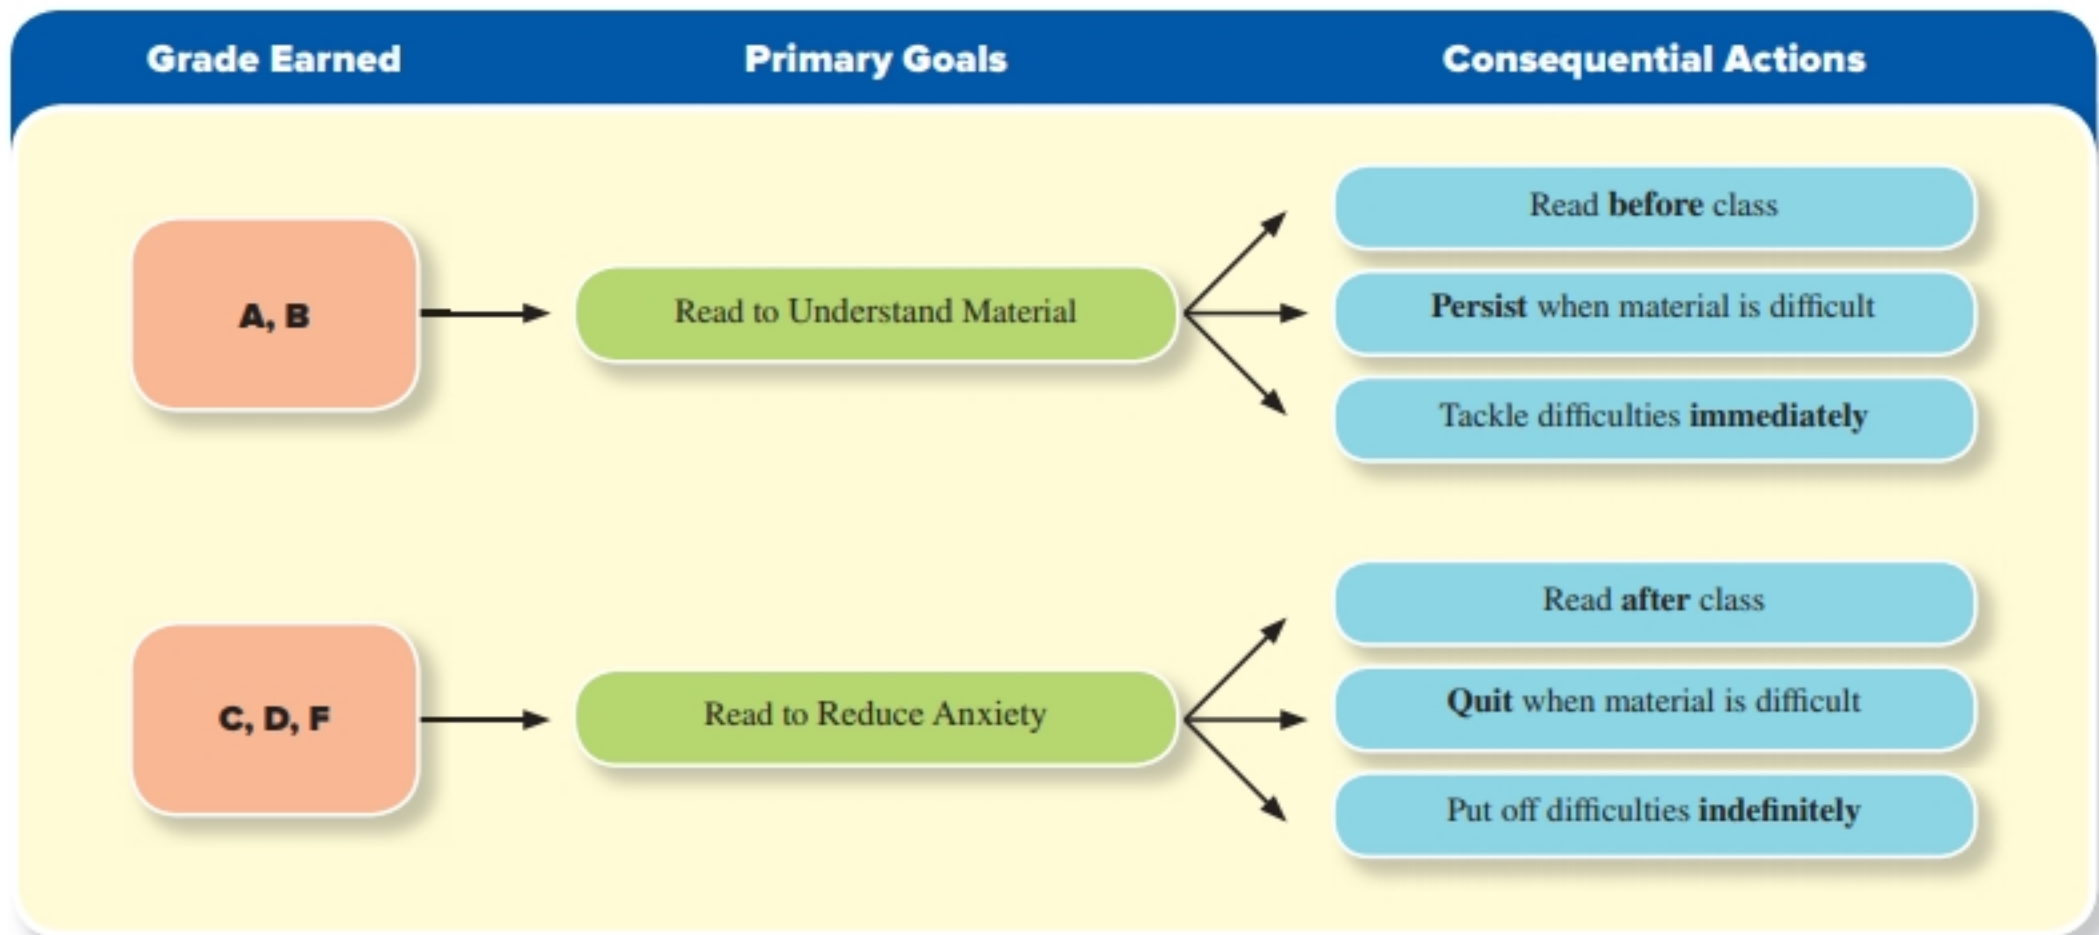 Grade Earned
Primary Goals
Consequential Actions
A, B
Read to Understand Material
Read before class
Persist when material is difficult
Tackle difficulties immediately
C, D, F
Read to Reduce Anxiety
Read after class
Quit when material is difficult
Put off difficulties indefinitely